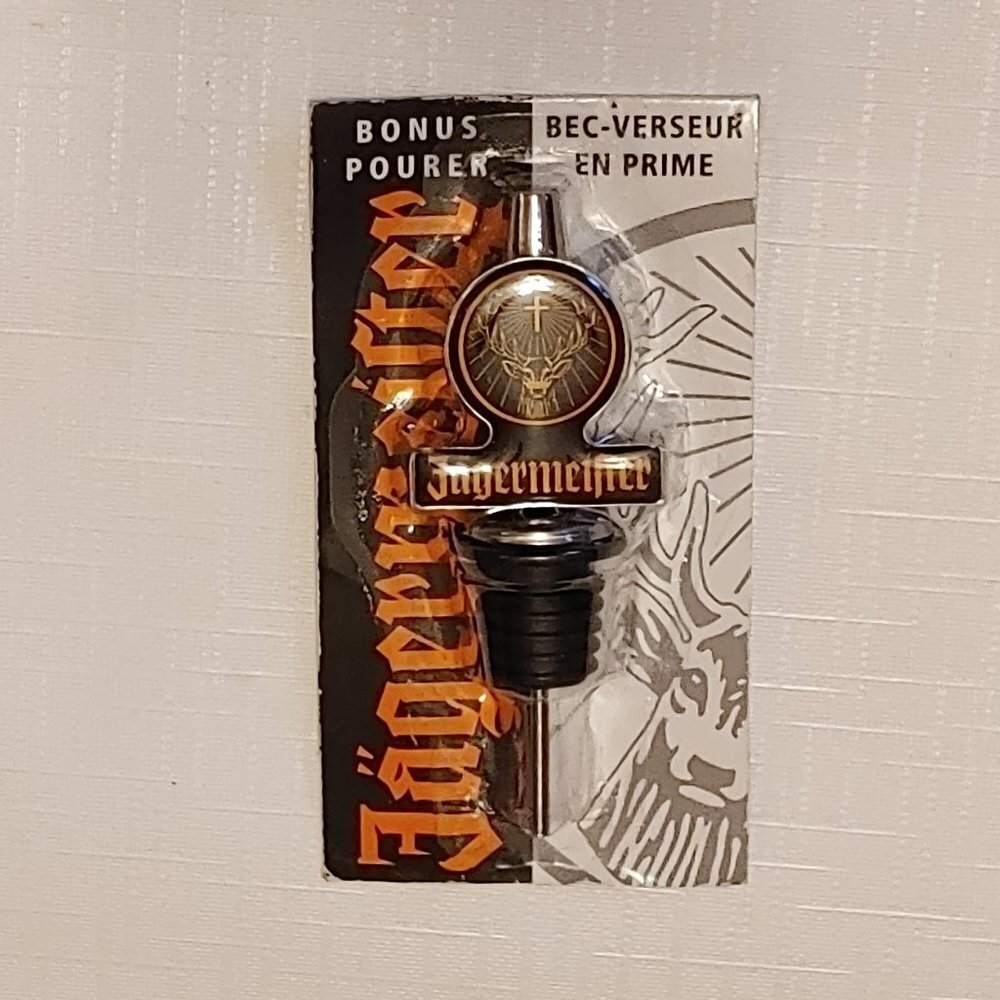 BONUS
POURER
BEC-VERSEUR
EN PRIME
Jägermeister
Jägermeister